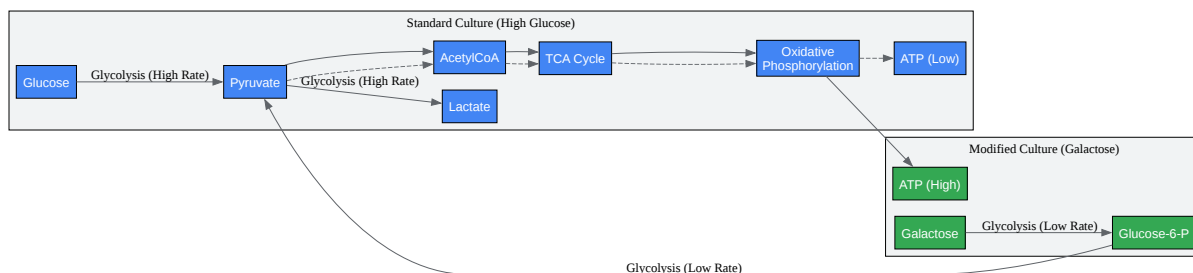 Standard Culture (High Glucose)
Glucose
Glycolysis (High Rate)
Pyruvate
AcetylCoA
TCA Cycle
Oxidative
Phosphorylation
ATP (Low)
Glycolysis (High Rate)
Lactate
Modified Culture (Galactose)
ATP (High)
Galactose
Glycolysis (Low Rate)
Glucose-6-P
Glycolysis (Low Rate)